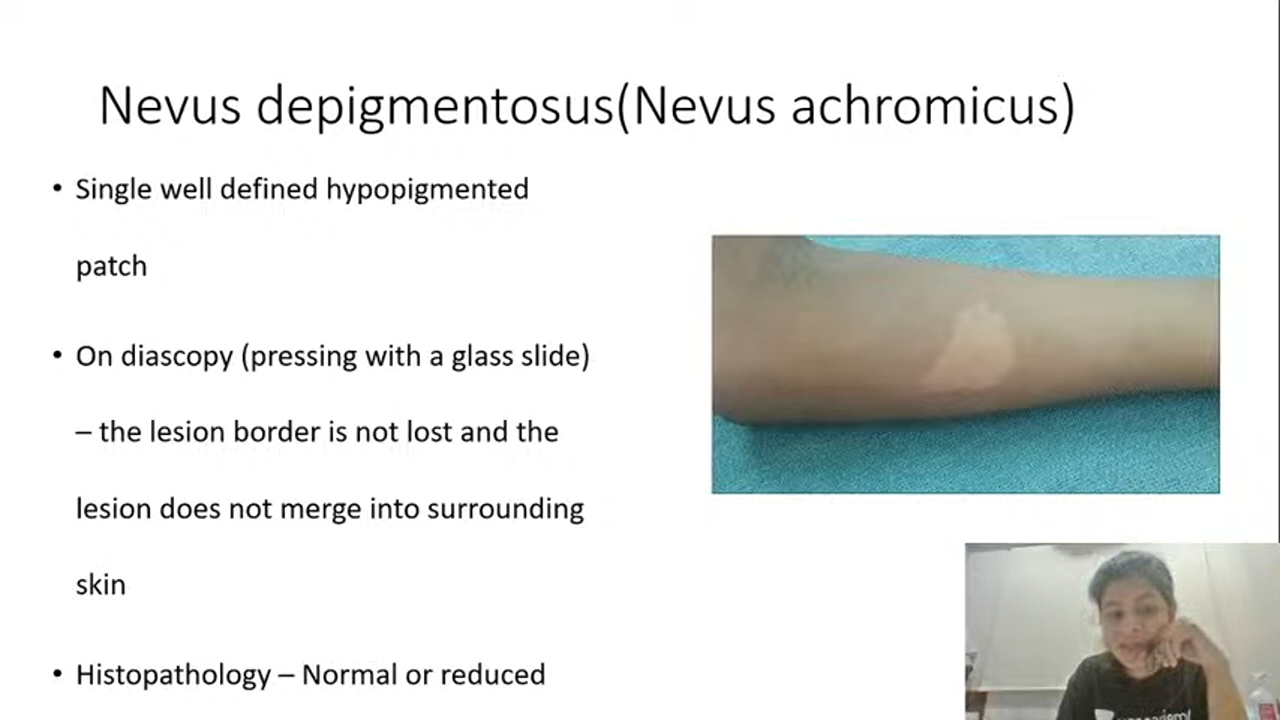 Nevus depigmentosus(Nevus achromicus)
• Single well defined hypopigmented
patch
• On diascopy (pressing with a glass slide)
– the lesion border is not lost and the
lesion does not merge into surrounding
skin
• Histopathology – Normal or reduced